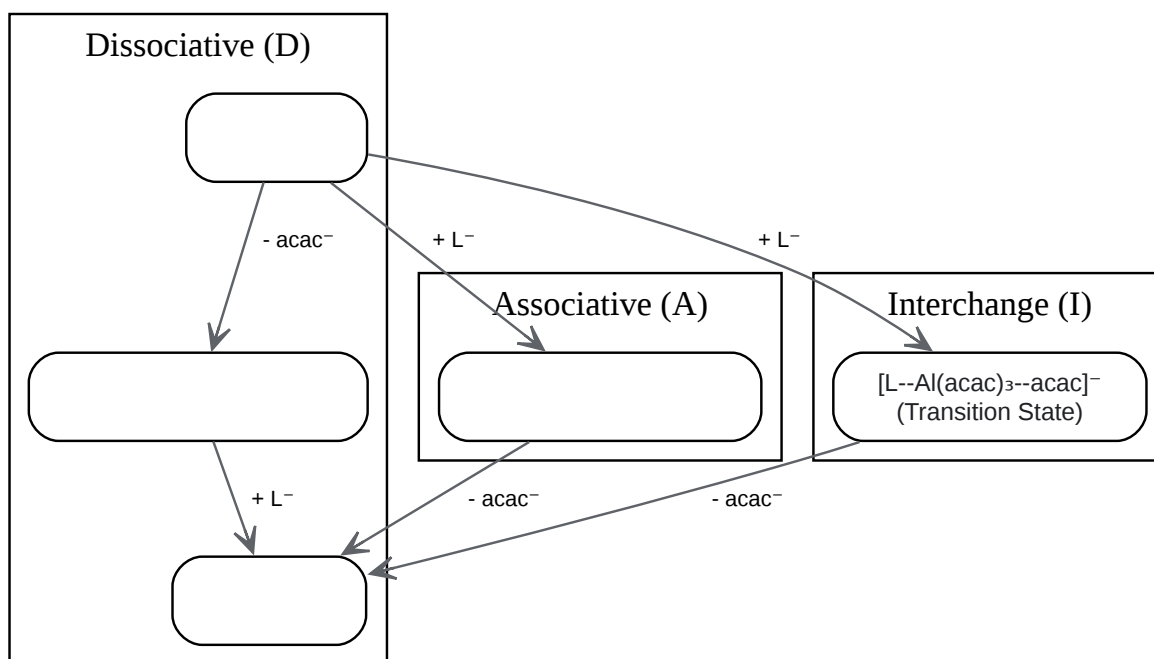 Dissociative (D)
- acac⁻
+ L⁻
+ L⁻
Associative (A)
Interchange (I)
[L--Al(acac)₃--acac]⁻
(Transition State)
+ L⁻
- acac⁻
- acac⁻